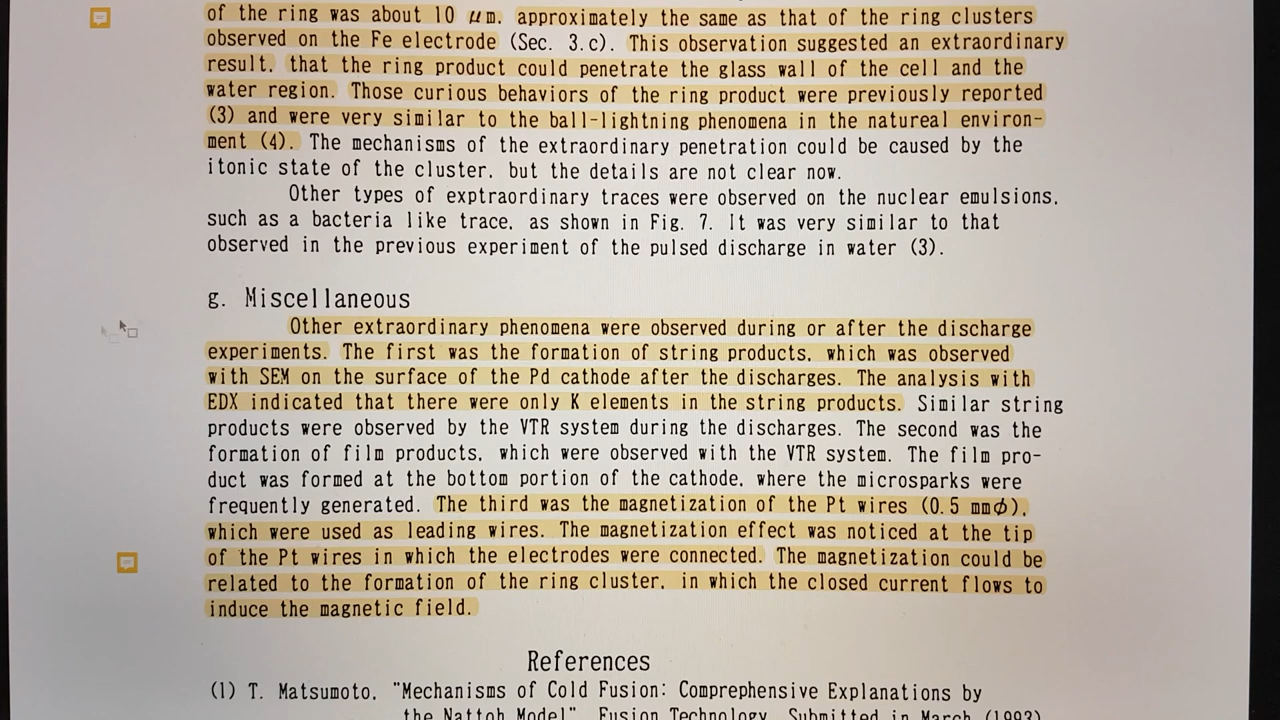 of the ring was about 10 μm, approximately the same as that of the ring clusters
observed on the Fe electrode (Sec. 3.c). This observation suggested an extraordinary
result, that the ring product could penetrate the glass wall of the cell and the
water region. Those curious behaviors of the ring product were previously reported
(3) and were very similar to the ball-lightning phenomena in the natureal environ-
ment (4). The mechanisms of the extraordinary penetration could be caused by the
itonic state of the cluster, but the details are not clear now.
Other types of exptraordinary traces were observed on the nuclear emulsions,
such as a bacteria like trace, as shown in Fig. 7. It was very similar to that
observed in the previous experiment of the pulsed discharge in water (3).
g. Miscellaneous
Other extraordinary phenomena were observed during or after the discharge
experiments. The first was the formation of string products, which was observed
with SEM on the surface of the Pd cathode after the discharges. The analysis with
EDX indicated that there were only K elements in the string products. Similar string
products were observed by the VTR system during the discharges. The second was the
formation of film products, which were observed with the VTR system. The film pro-
duct was formed at the bottom portion of the cathode, where the microsparks were
frequently generated. The third was the magnetization of the Pt wires (0.5 mmϕ),
which were used as leading wires. The magnetization effect was noticed at the tip
of the Pt wires in which the electrodes were connected. The magnetization could be
related to the formation of the ring cluster, in which the closed current flows to
induce the magnetic field.
References
(1) T. Matsumoto, "Mechanisms of Cold Fusion: Comprephensive Explanations by
the Nattoh Model", Fusion Technology, Submitted in March (1993)